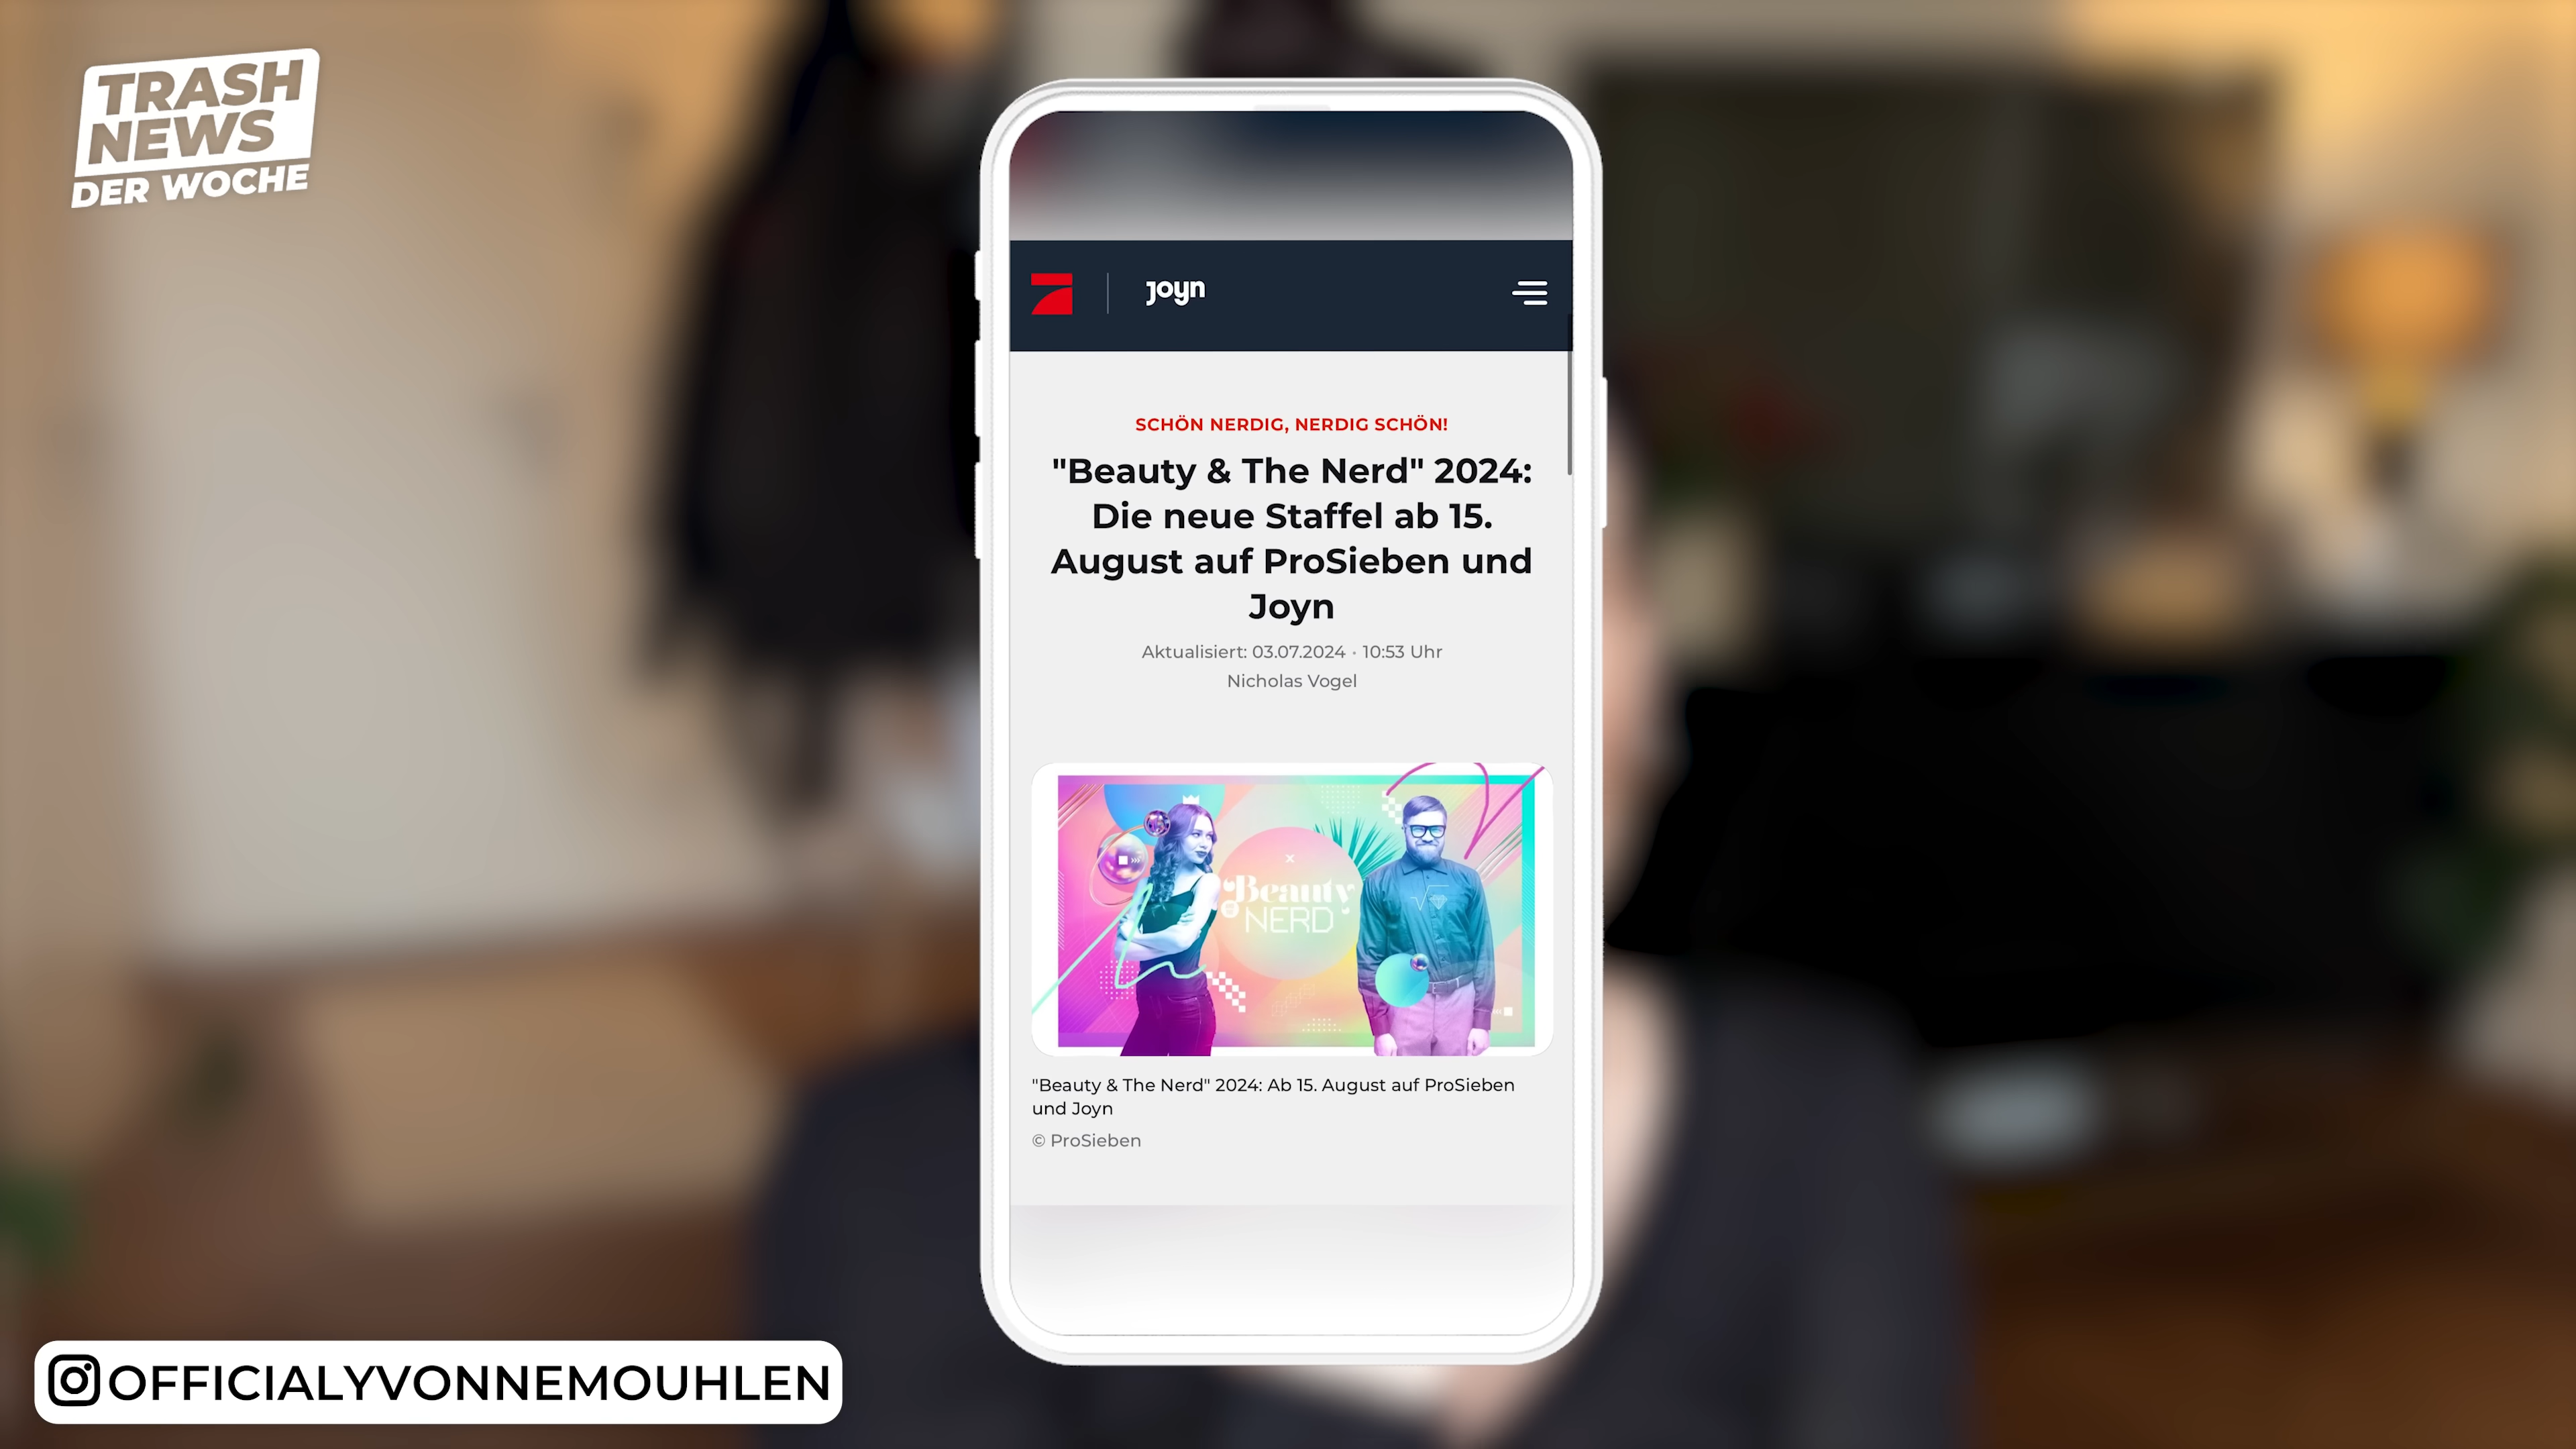 TRASH
NEWS
DER WOCHE
joyn
SCHÖN NERDIG, NERDIG SCHÖN!
"Beauty & The Nerd" 2024:
Die neue Staffel ab 15.
August auf ProSieben und
Joyn
Aktualisiert: 03.07.2024 · 10:53 Uhr
Nicholas Vogel
Beauty
&
NERD
"Beauty & The Nerd" 2024: Ab 15. August auf ProSieben
und Joyn
© ProSieben
OFFICIALYVONNEMOUHLEN